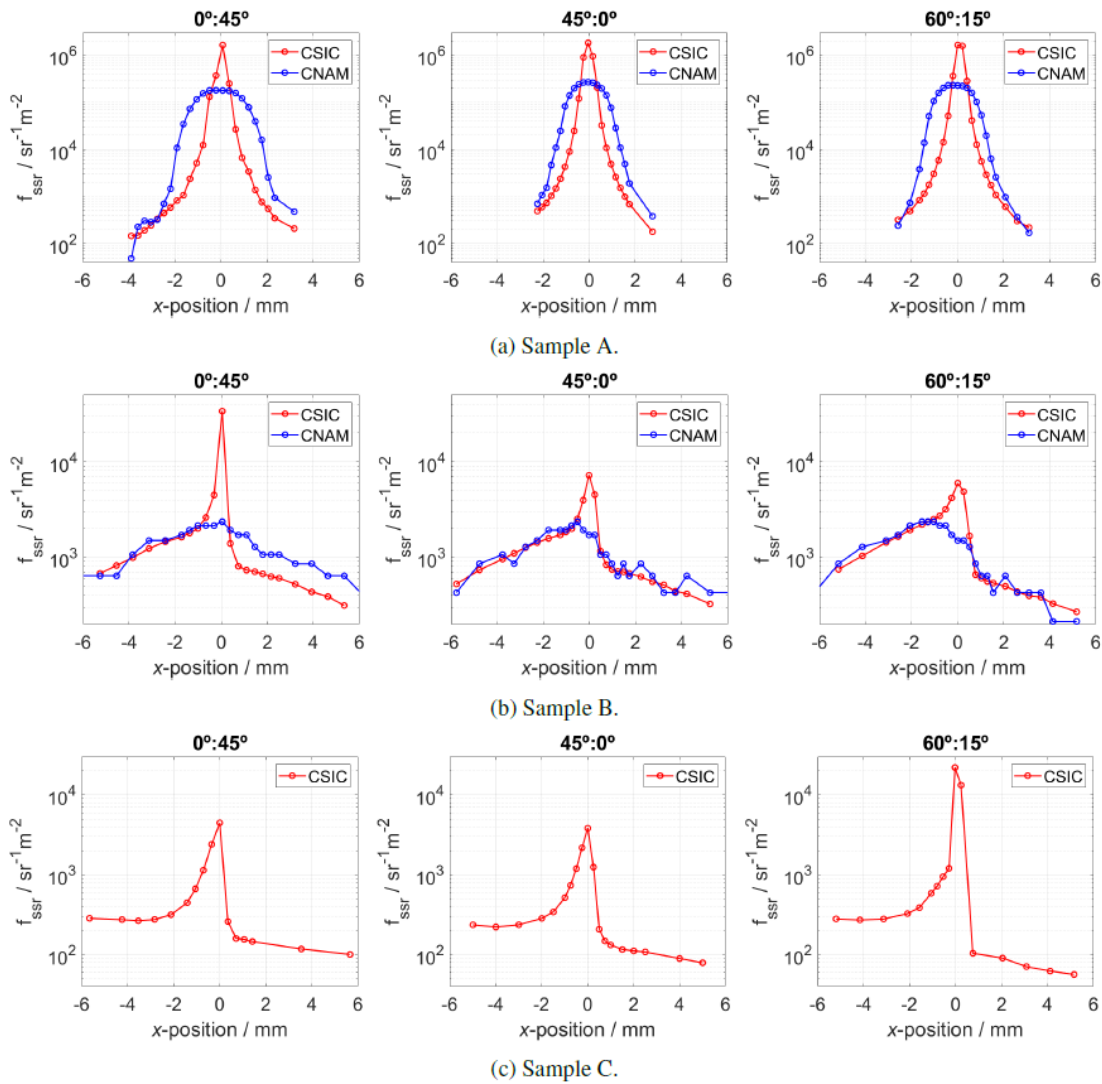 0º:45º
45º:0º
60º:15º
CSIC
CNAM
CSIC
CNAM
CSIC
CNAM
f_ssr / sr^-1m^-2
10^6
10^4
10^2
f_ssr / sr^-1m^-2
10^6
10^4
10^2
f_ssr / sr^-1m^-2
10^6
10^4
10^2
-6 -4 -2 0 2 4 6
-6 -4 -2 0 2 4 6
-6 -4 -2 0 2 4 6
x-position / mm
x-position / mm
x-position / mm
(a) Sample A.
0º:45º
45º:0º
60º:15º
CSIC
CNAM
CSIC
CNAM
CSIC
CNAM
f_ssr / sr^-1m^-2
10^4
10^3
f_ssr / sr^-1m^-2
10^4
10^3
f_ssr / sr^-1m^-2
10^4
10^3
-6 -4 -2 0 2 4 6
-6 -4 -2 0 2 4 6
-6 -4 -2 0 2 4 6
x-position / mm
x-position / mm
x-position / mm
(b) Sample B.
0º:45º
45º:0º
60º:15º
CSIC
CSIC
CSIC
f_ssr / sr^-1m^-2
10^4
10^3
10^2
f_ssr / sr^-1m^-2
10^4
10^3
10^2
f_ssr / sr^-1m^-2
10^4
10^3
10^2
-6 -4 -2 0 2 4 6
-6 -4 -2 0 2 4 6
-6 -4 -2 0 2 4 6
x-position / mm
x-position / mm
x-position / mm
(c) Sample C.